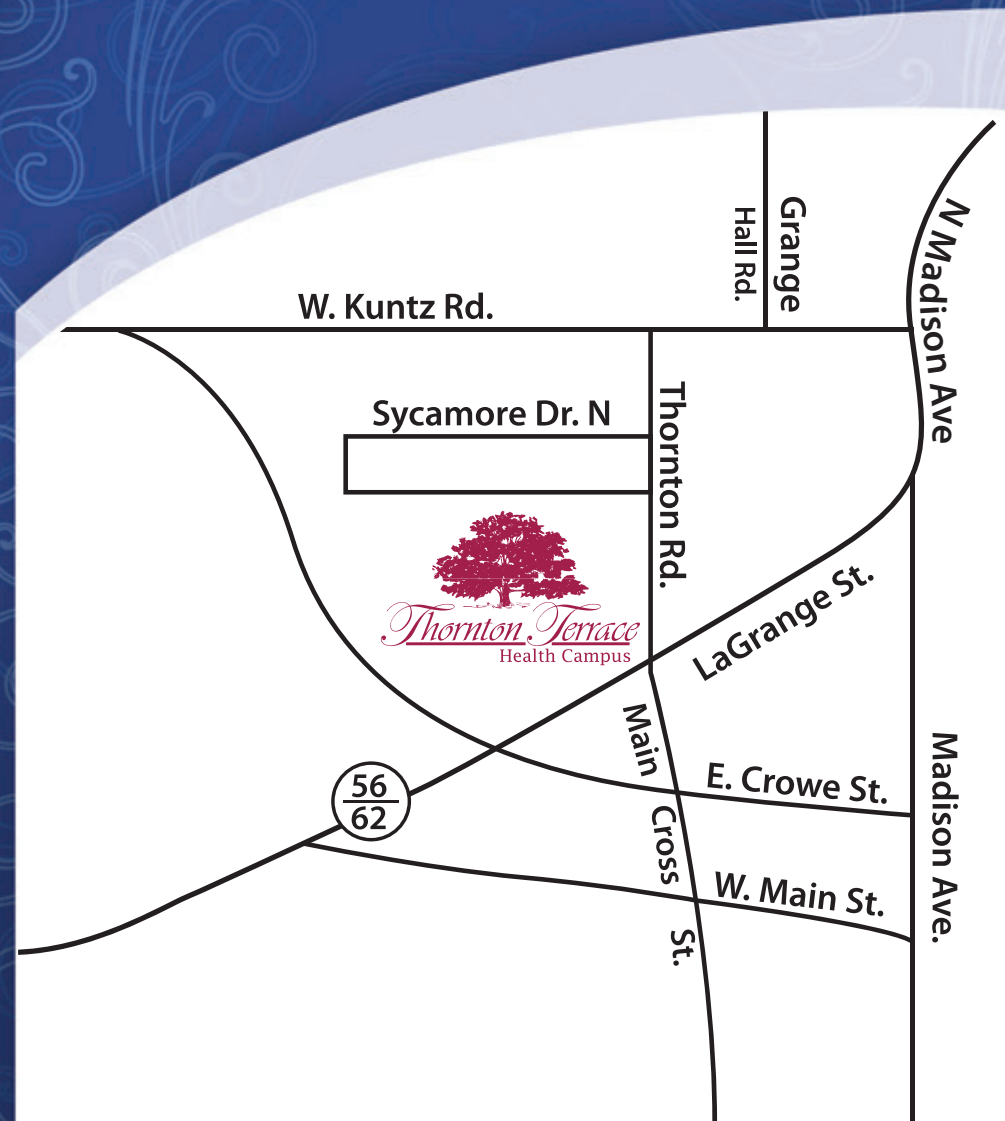 Grange
Hall Rd.
N Madison Ave
W. Kuntz Rd.
Sycamore Dr. N
Thornton Rd.
Thornton Terrace
Health Campus
LaGrange St.
Main Cross St.
56
62
E. Crowe St.
Madison Ave.
W. Main St.